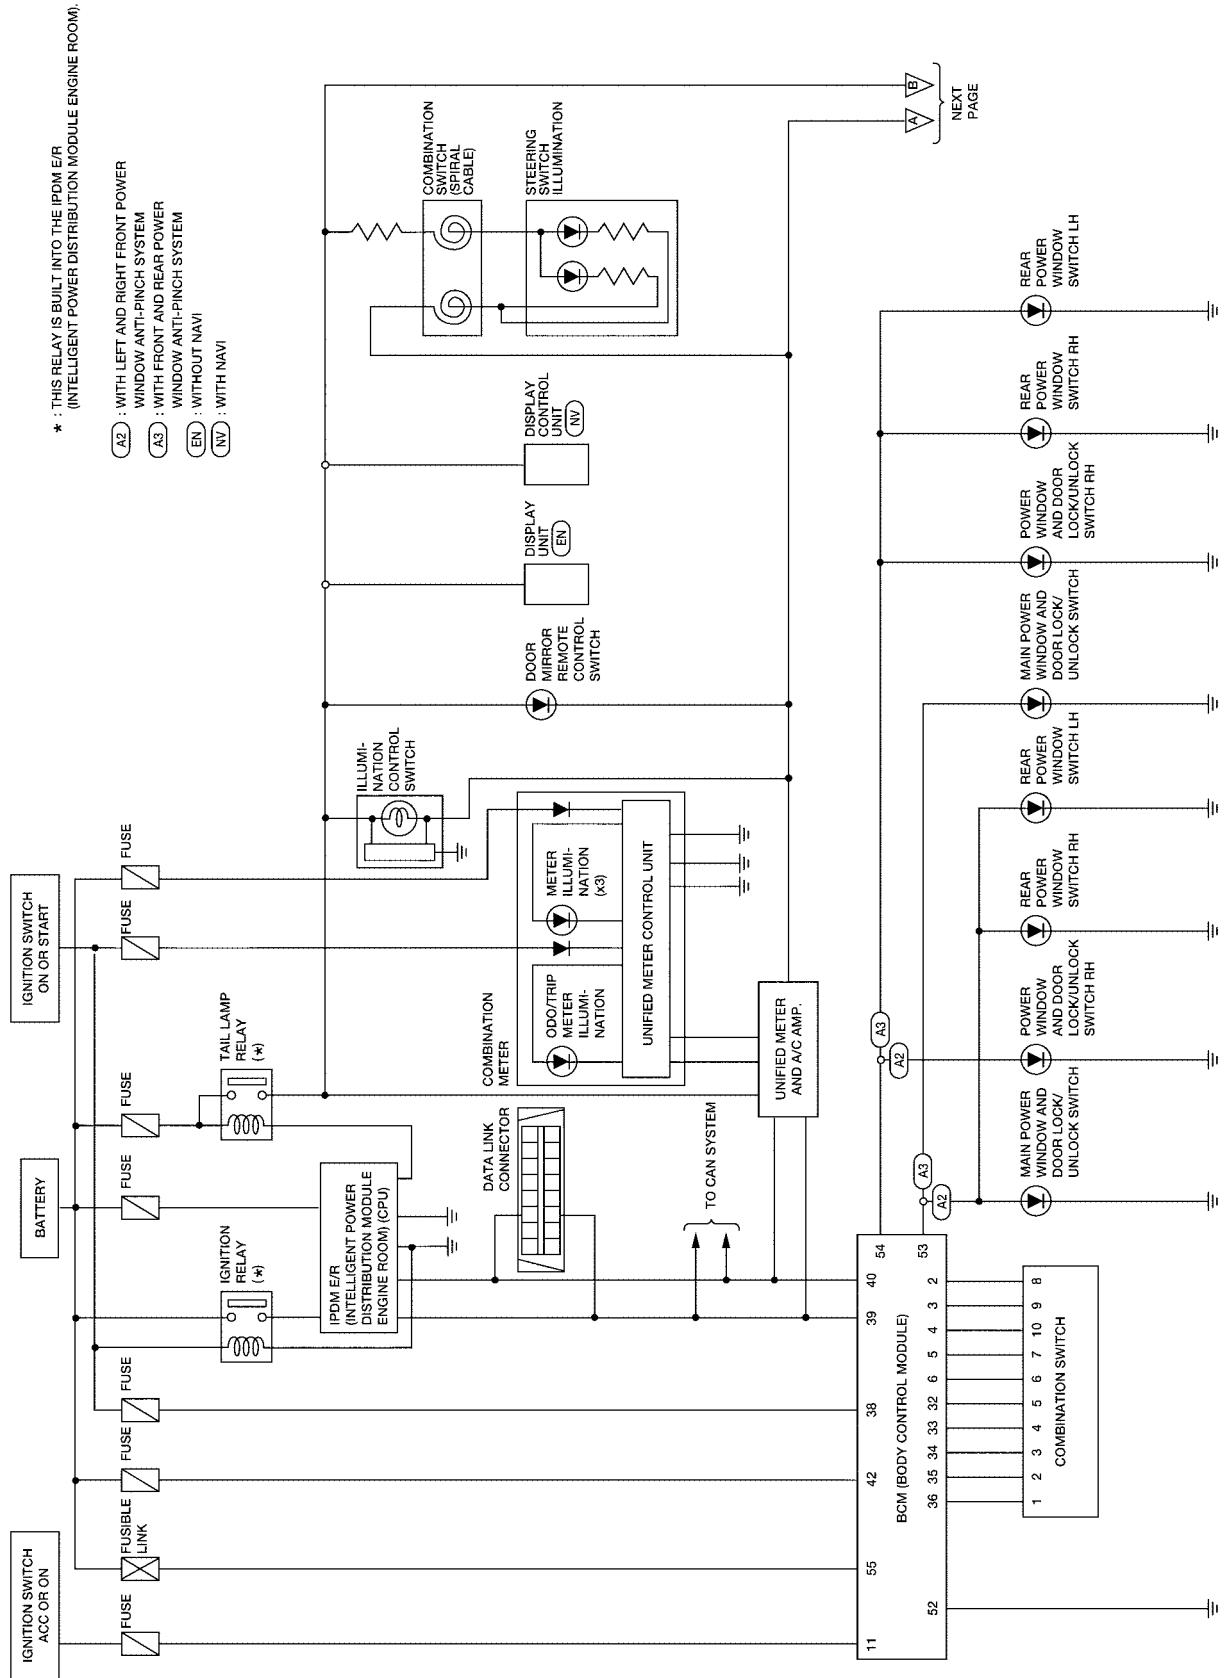 IGNITION SWITCH
ACC OR ON
BATTERY
IGNITION SWITCH
ON OR START
FUSE
FUSIBLE
LINK
FUSE
FUSE
IGNITION
RELAY
(*)
FUSE
FUSE
TAIL LAMP
RELAY
(*)
FUSE
FUSE
* : THIS RELAY IS BUILT INTO THE IPDM E/R
(INTELLIGENT POWER DISTRIBUTION MODULE ENGINE ROOM).
A2 : WITH LEFT AND RIGHT FRONT POWER
WINDOW ANTI-PINCH SYSTEM
A3 : WITH FRONT AND REAR POWER
WINDOW ANTI-PINCH SYSTEM
EN : WITHOUT NAVI
NV : WITH NAVI
IPDM E/R
(INTELLIGENT POWER
DISTRIBUTION MODULE
ENGINE ROOM) (CPU)
ILLUMI-
NATION
CONTROL
SWITCH
COMBINATION
SWITCH
(SPIRAL
CABLE)
DATA LINK
CONNECTOR
COMBINATION
METER
ODO/TRIP
METER
ILLUMI-
NATION
METER
ILLUMI-
NATION
(x3)
UNIFIED METER CONTROL UNIT
DOOR
MIRROR
REMOTE
CONTROL
SWITCH
DISPLAY
UNIT
EN
DISPLAY
CONTROL
UNIT
NV
STEERING
SWITCH
ILLUMINATION
TO CAN SYSTEM
UNIFIED METER
AND A/C AMP.
A
B
NEXT
PAGE
11
55
42
38
39
40
54
BCM (BODY CONTROL MODULE)
53
52
36
35
34
33
32
6
5
4
3
2
A3
A2
A3
A2
1
2
3
4
5
6
7
10
9
8
COMBINATION SWITCH
MAIN POWER
WINDOW AND
DOOR LOCK/
UNLOCK SWITCH
POWER
WINDOW
AND DOOR
LOCK/UNLOCK
SWITCH RH
REAR
POWER
WINDOW
SWITCH RH
REAR
POWER
WINDOW
SWITCH LH
MAIN POWER
WINDOW AND
DOOR LOCK/
UNLOCK SWITCH
POWER
WINDOW
AND DOOR
LOCK/UNLOCK
SWITCH RH
REAR
POWER
WINDOW
SWITCH RH
REAR
POWER
WINDOW
SWITCH LH